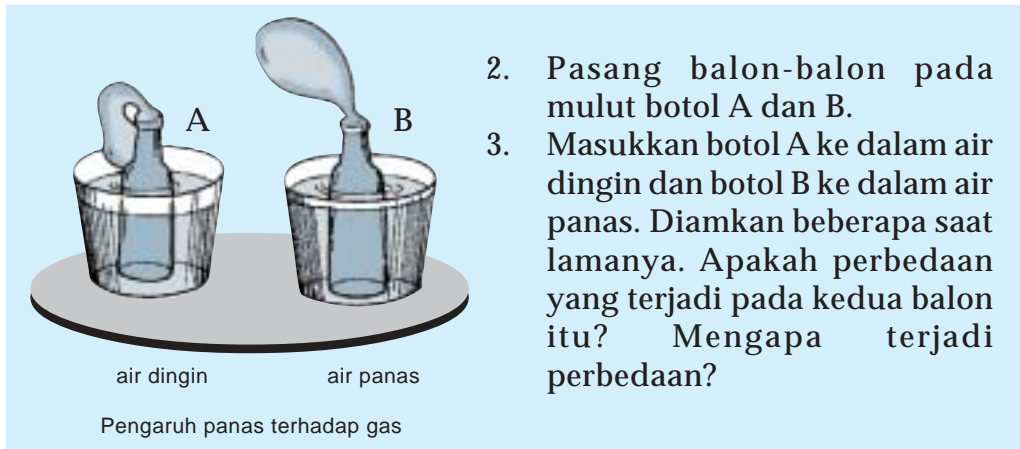 A
B
air dingin
air panas
Pengaruh panas terhadap gas
2. Pasang balon-balon pada
mulut botol A dan B.
3. Masukkan botol A ke dalam air
dingin dan botol B ke dalam air
panas. Diamkan beberapa saat
lamanya. Apakah perbedaan
yang terjadi pada kedua balon
itu? Mengapa terjadi
perbedaan?